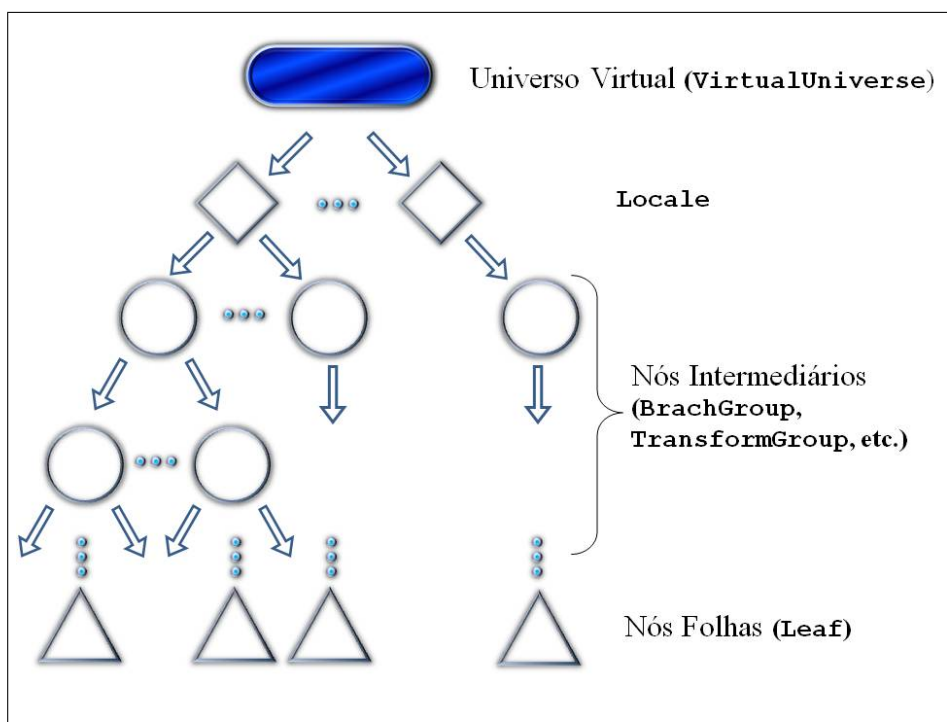 Universo Virtual (VirtualUniverse)
Locale
Nós Intermediários
(BrachGroup,
TransformGroup, etc.)
Nós Folhas (Leaf)